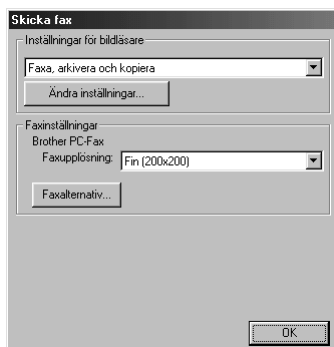 Skicka fax
Inställningar för bildläsare
Faxa, arkivera och kopiera
Ändra inställningar...
Faxinställningar
Brother PC-Fax
Faxupplösning: Fin (200x200)
Faxalternativ...
OK